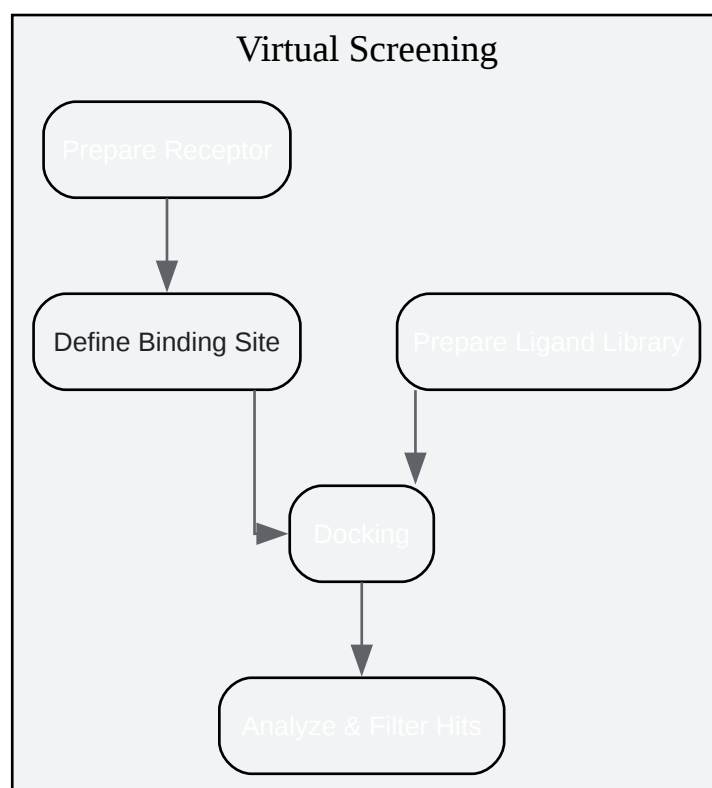 Virtual Screening
Prepare Receptor
Define Binding Site
Prepare Ligand Library
Docking
Analyze & Filter Hits